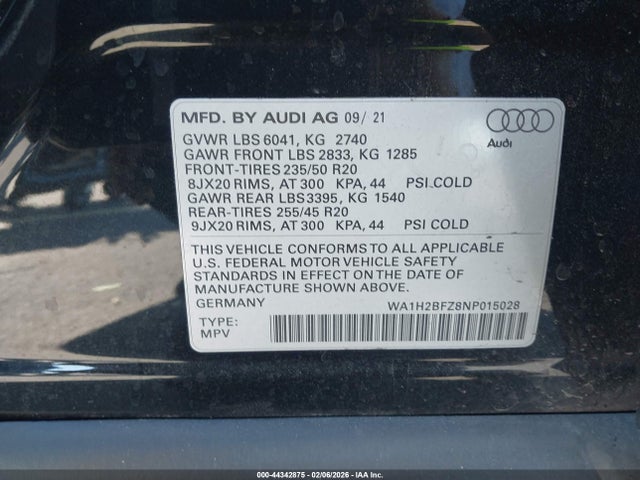 MFD. BY AUDI AG 09/ 21
GVWR LBS 6041, KG 2740
GAWR FRONT LBS 2833, KG 1285
FRONT-TIRES 235/50 R20
8JX20 RIMS, AT 300 KPA, 44 PSI COLD
GAWR REAR LBS3395, KG 1540
REAR-TIRES 255/45 R20
9JX20 RIMS, AT 300 KPA, 44 PSI COLD
Audi
THIS VEHICLE CONFORMS TO ALL APPLICABLE
U.S. FEDERAL MOTOR VEHICLE SAFETY
STANDARDS IN EFFECT ON THE DATE OF
MANUFACTURE SHOWN ABOVE.
GERMANY
WA1H2BFZ8NP015028
TYPE:
MPV
000-44342875 - 02/06/2026 - IAA Inc.